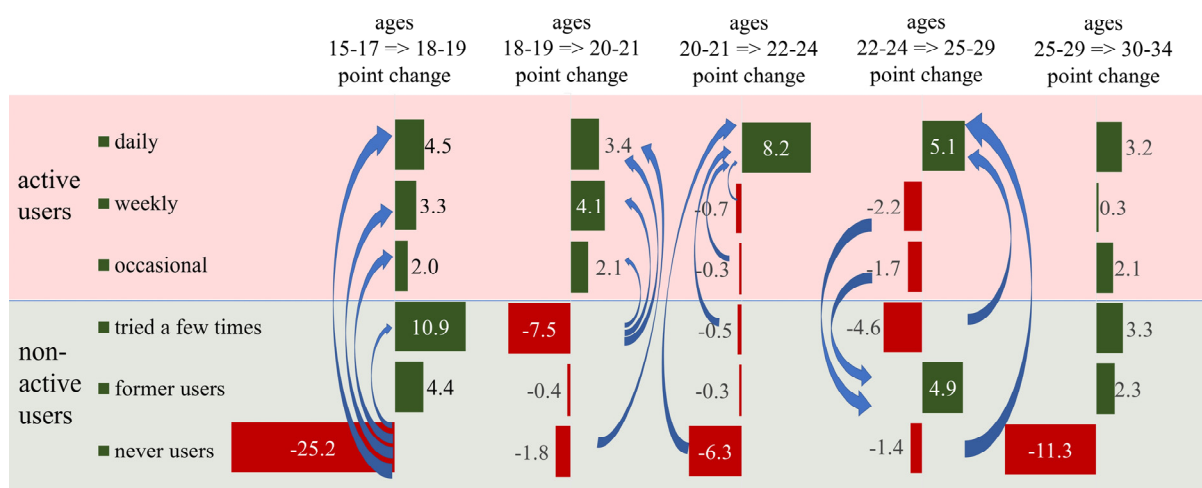 ages
15-17 => 18-19
point change
ages
18-19 => 20-21
point change
ages
20-21 => 22-24
point change
ages
22-24 => 25-29
point change
ages
25-29 => 30-34
point change
active
users
daily
4.5
3.4
8.2
5.1
3.2
weekly
3.3
4.1
-0.7
-2.2
0.3
occasional
2.0
2.1
-0.3
-1.7
2.1
non-
active
users
tried a few times
10.9
-7.5
-0.5
-4.6
3.3
former users
4.4
-0.4
-0.3
4.9
2.3
never users
-25.2
-1.8
-6.3
-1.4
-11.3